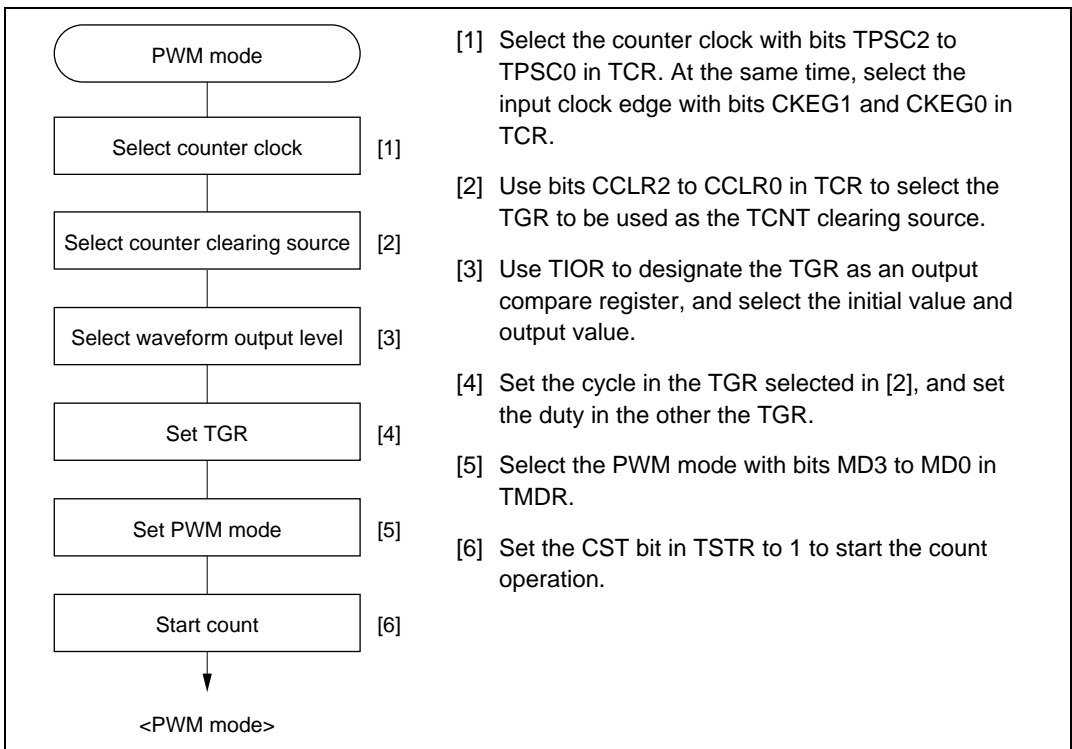 PWM mode
Select counter clock [1]
Select counter clearing source [2]
Select waveform output level [3]
Set TGR [4]
Set PWM mode [5]
Start count [6]
<PWM mode>
[1] Select the counter clock with bits TPSC2 to
TPSC0 in TCR. At the same time, select the
input clock edge with bits CKEG1 and CKEG0 in
TCR.
[2] Use bits CCLR2 to CCLR0 in TCR to select the
TGR to be used as the TCNT clearing source.
[3] Use TIOR to designate the TGR as an output
compare register, and select the initial value and
output value.
[4] Set the cycle in the TGR selected in [2], and set
the duty in the other the TGR.
[5] Select the PWM mode with bits MD3 to MD0 in
TMDR.
[6] Set the CST bit in TSTR to 1 to start the count
operation.